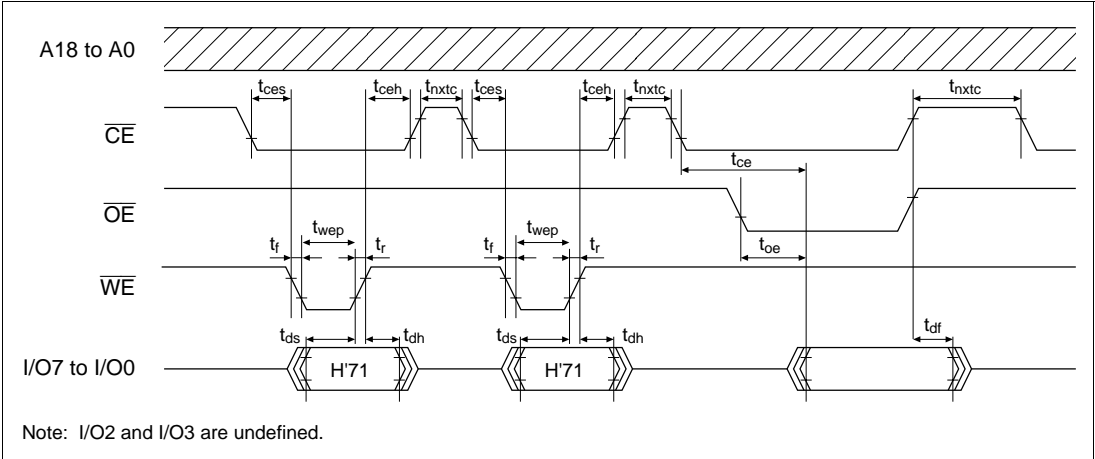 A18 to A0
tces tceh tnxtc tces tceh tnxtc tnxtc
CE
tce
OE
twep twep
tf tr tf tr toe
WE
tds tdh tds tdh tdf
I/O7 to I/O0 H'71 H'71
Note: I/O2 and I/O3 are undefined.